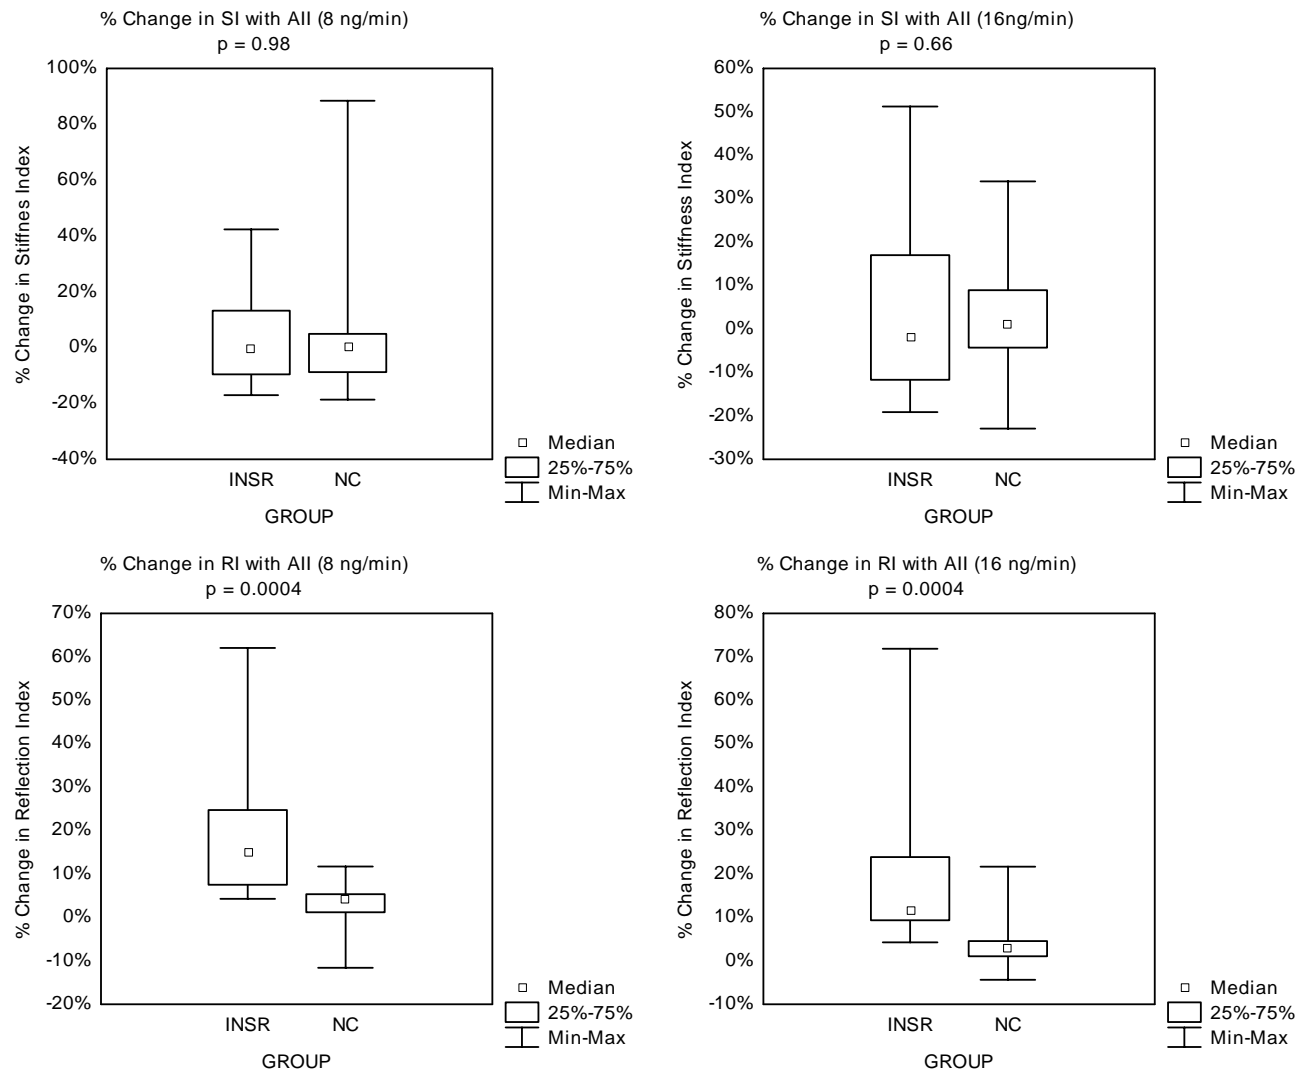 % Change in SI with AII (8 ng/min)
p = 0.98
% Change in Stiffnes Index
100%
80%
60%
40%
20%
0%
-20%
-40%
INSR NC
GROUP
Median
25%-75%
Min-Max
% Change in SI with AII (16ng/min)
p = 0.66
% Change in Stiffness Index
60%
50%
40%
30%
20%
10%
0%
-10%
-20%
-30%
INSR NC
GROUP
Median
25%-75%
Min-Max
% Change in RI with AII (8 ng/min)
p = 0.0004
% Change in Reflection Index
70%
60%
50%
40%
30%
20%
10%
0%
-10%
-20%
INSR NC
GROUP
Median
25%-75%
Min-Max
% Change in RI with AII (16 ng/min)
p = 0.0004
% Change in Reflection Index
80%
70%
60%
50%
40%
30%
20%
10%
0%
-10%
INSR NC
GROUP
Median
25%-75%
Min-Max